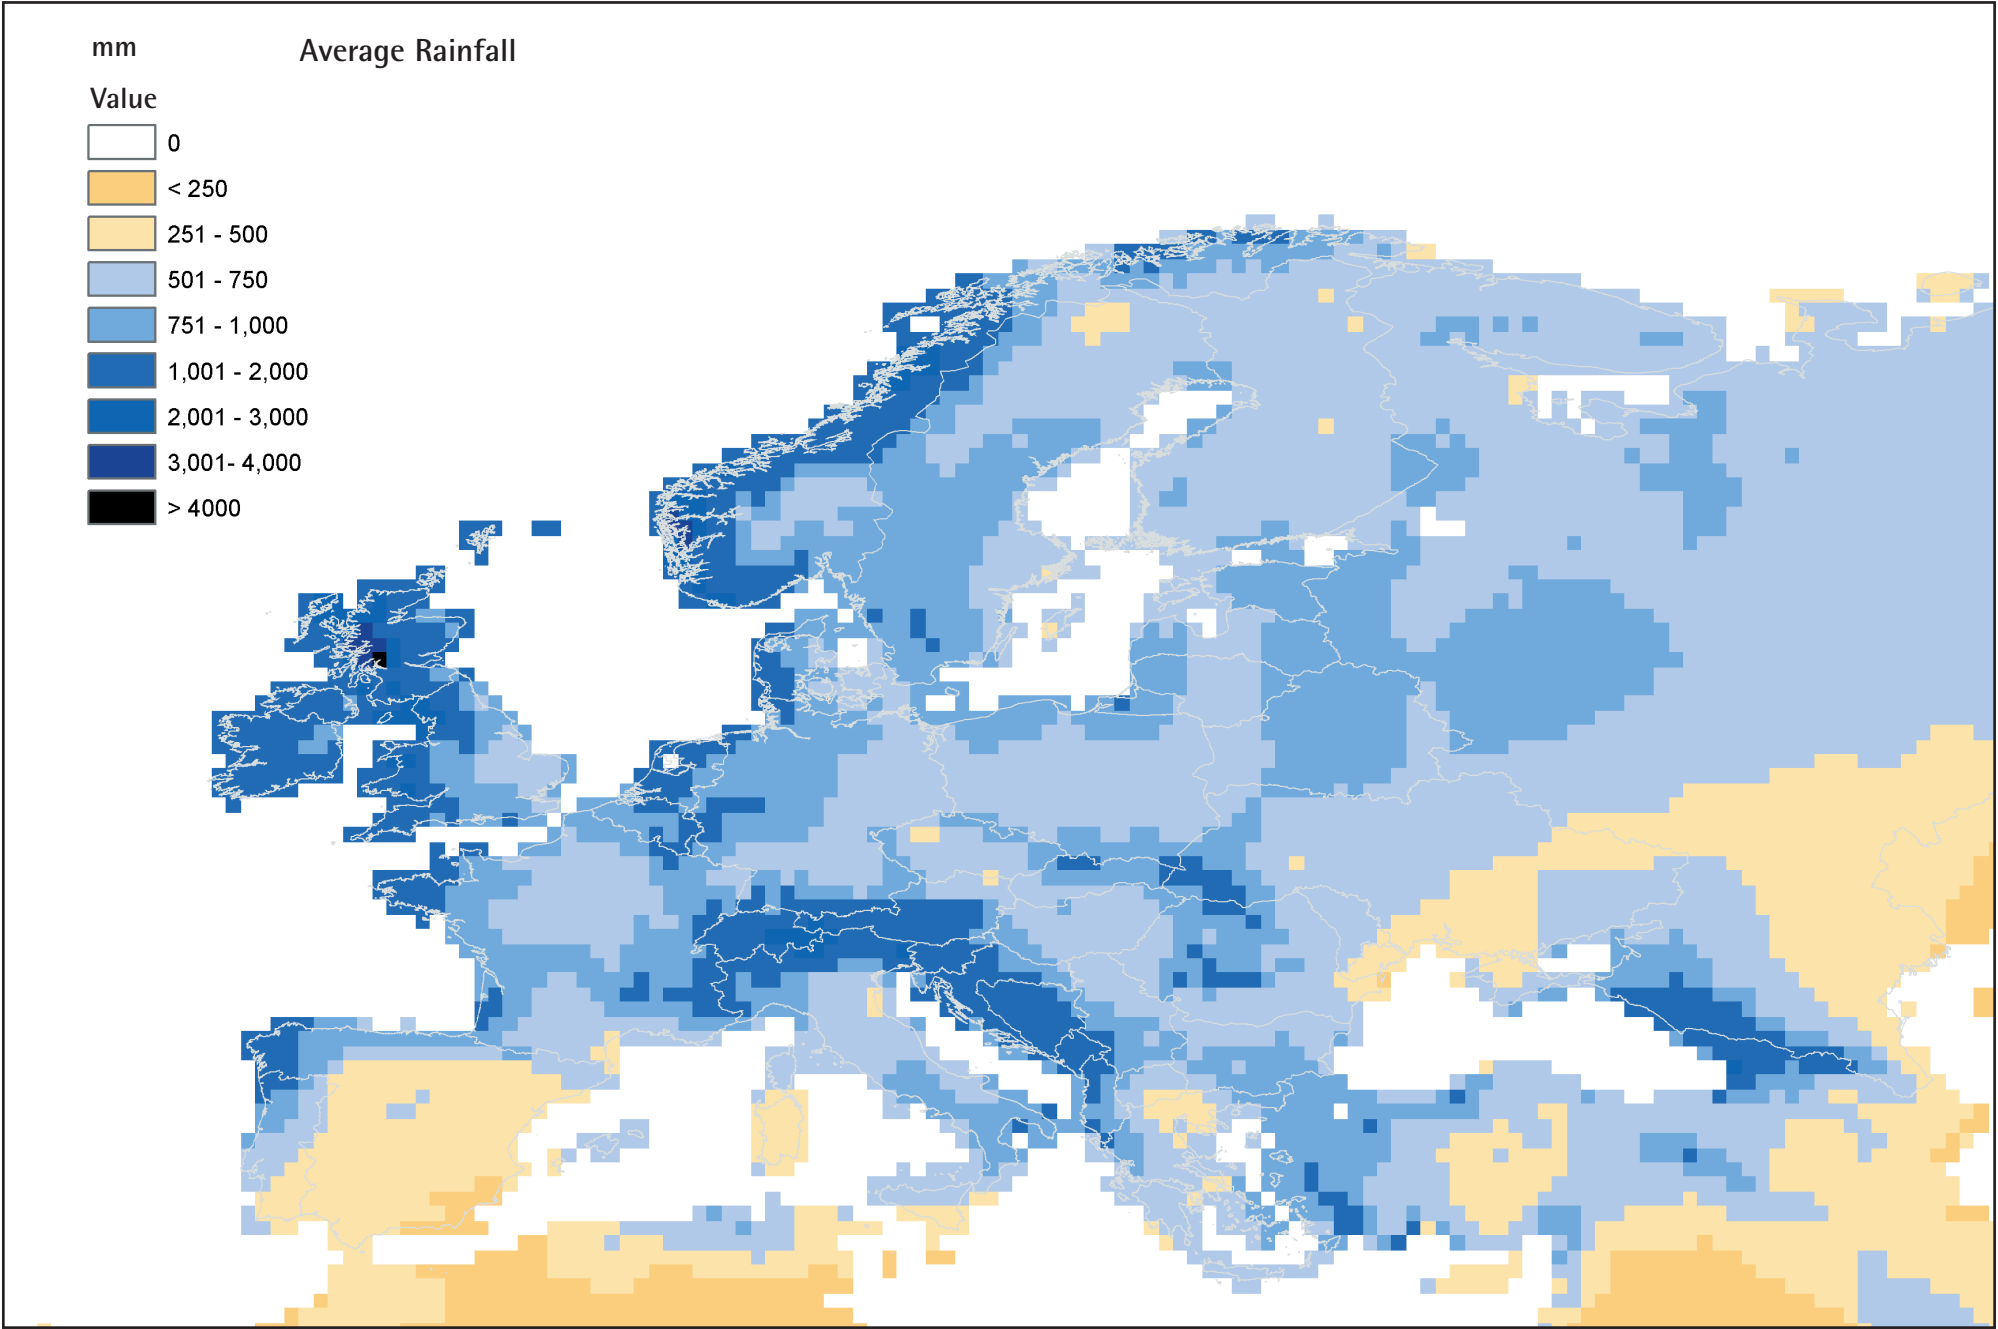 mm
Average Rainfall
Value
0
< 250
251 - 500
501 - 750
751 - 1,000
1,001 - 2,000
2,001 - 3,000
3,001- 4,000
> 4000